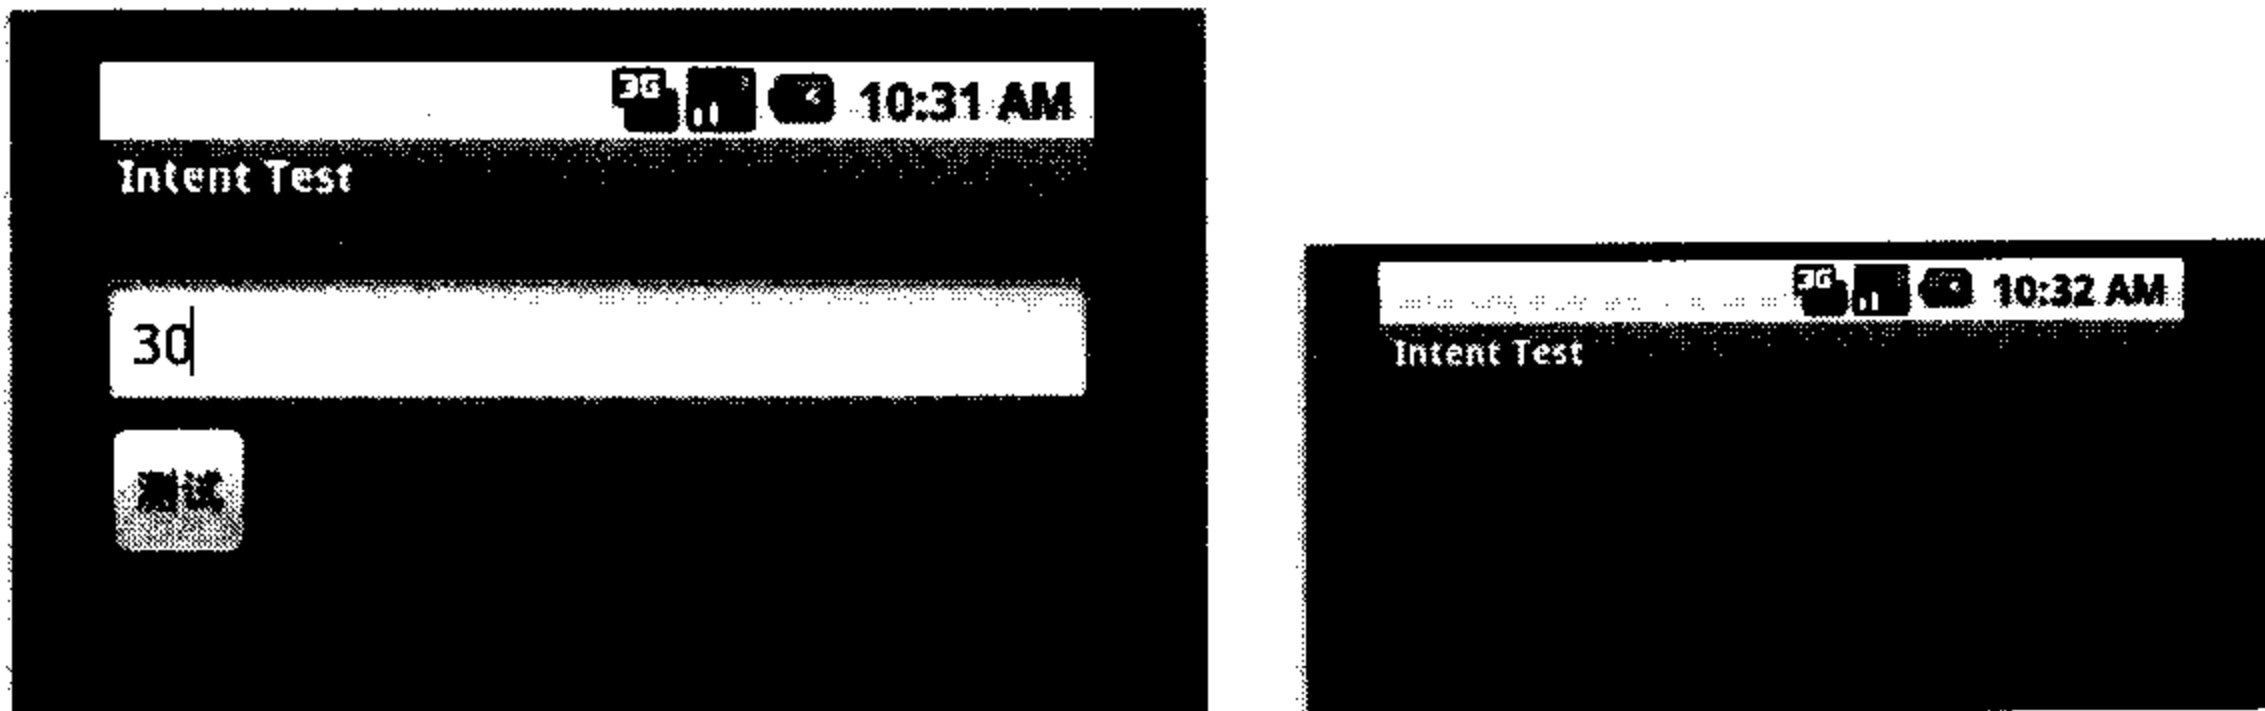 3G 10:31 AM
Intent Test
30
测试
3G 10:32 AM
Intent Test